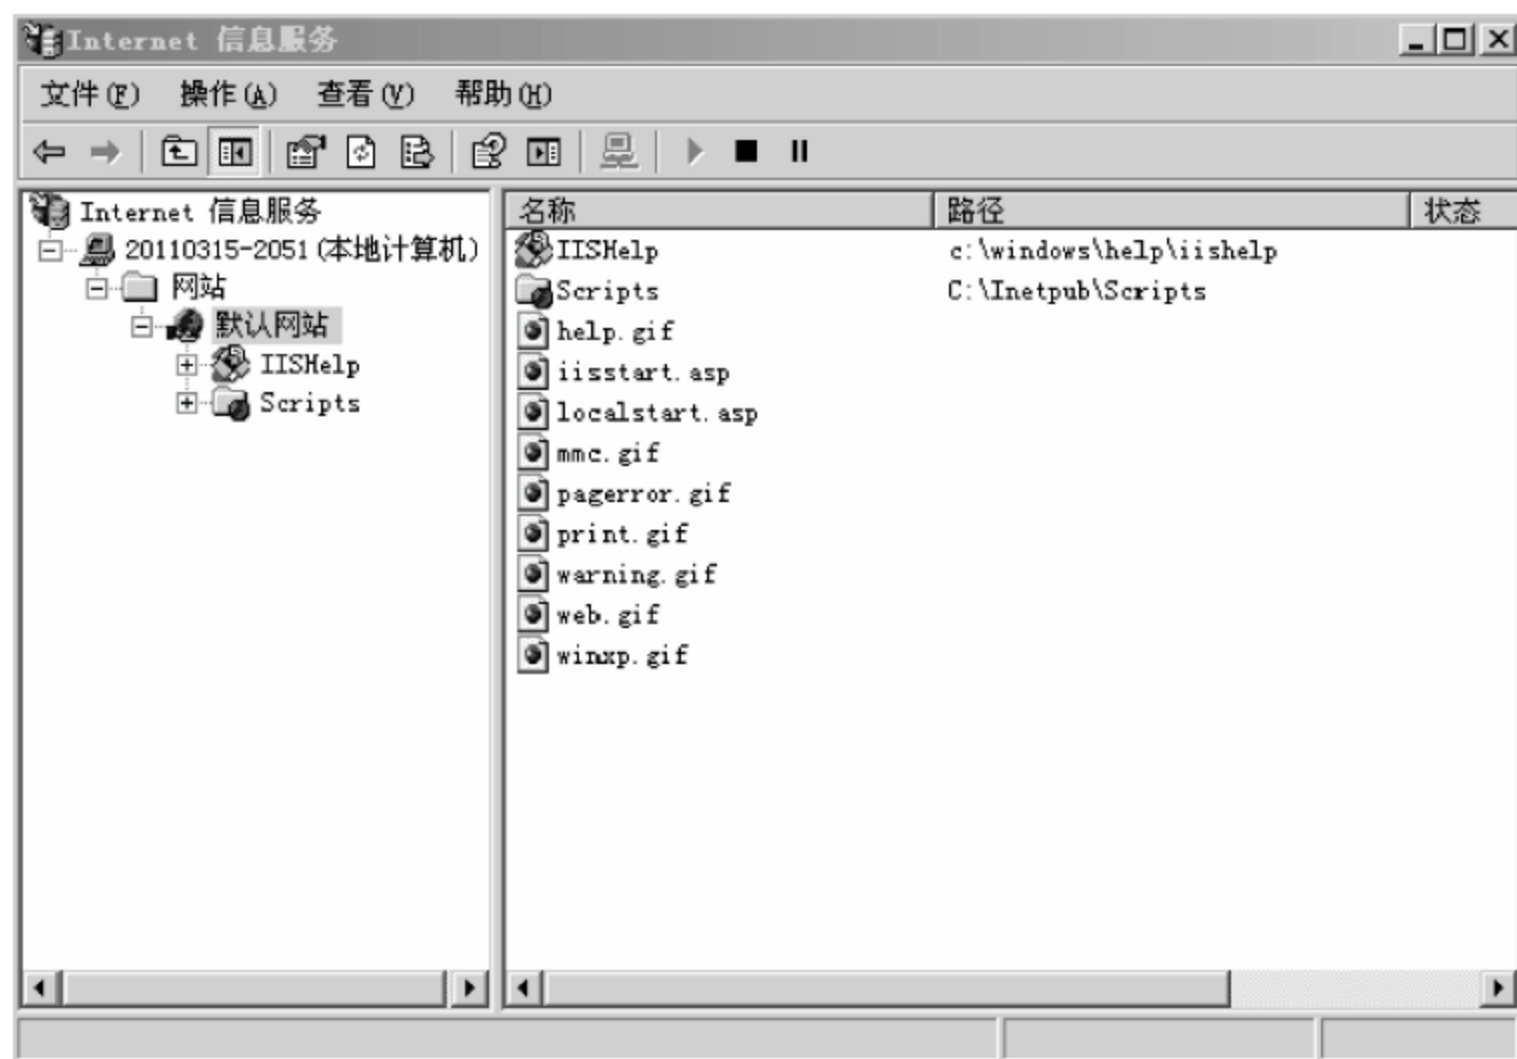 Internet 信息服务
文件(F) 操作(A) 查看(V) 帮助(H)
Internet 信息服务
20110315-2051(本地计算机)
网站
默认网站
IISHelp
Scripts
名称 路径 状态
IISHelp c:\windows\help\iishelp
Scripts C:\Inetpub\Scripts
help.gif
iisstart.asp
localstart.asp
mmc.gif
pagerror.gif
print.gif
warning.gif
web.gif
winxp.gif